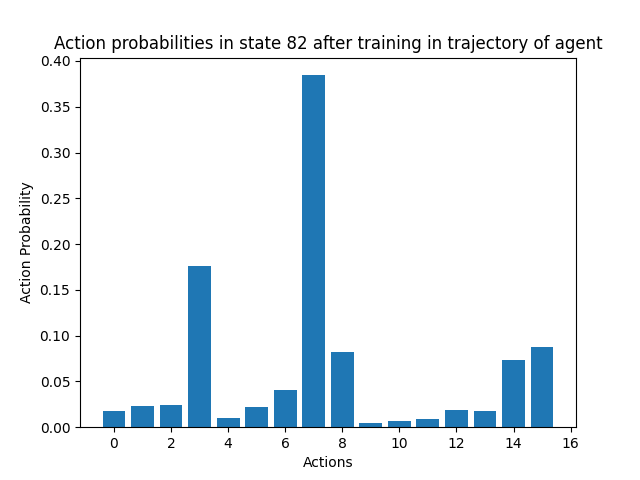 Action probabilities in state 82 after training in trajectory of agent
0.40
0.35
0.30
0.25
0.20
0.15
0.10
0.05
0.00
Action Probability
0 2 4 6 8 10 12 14 16
Actions